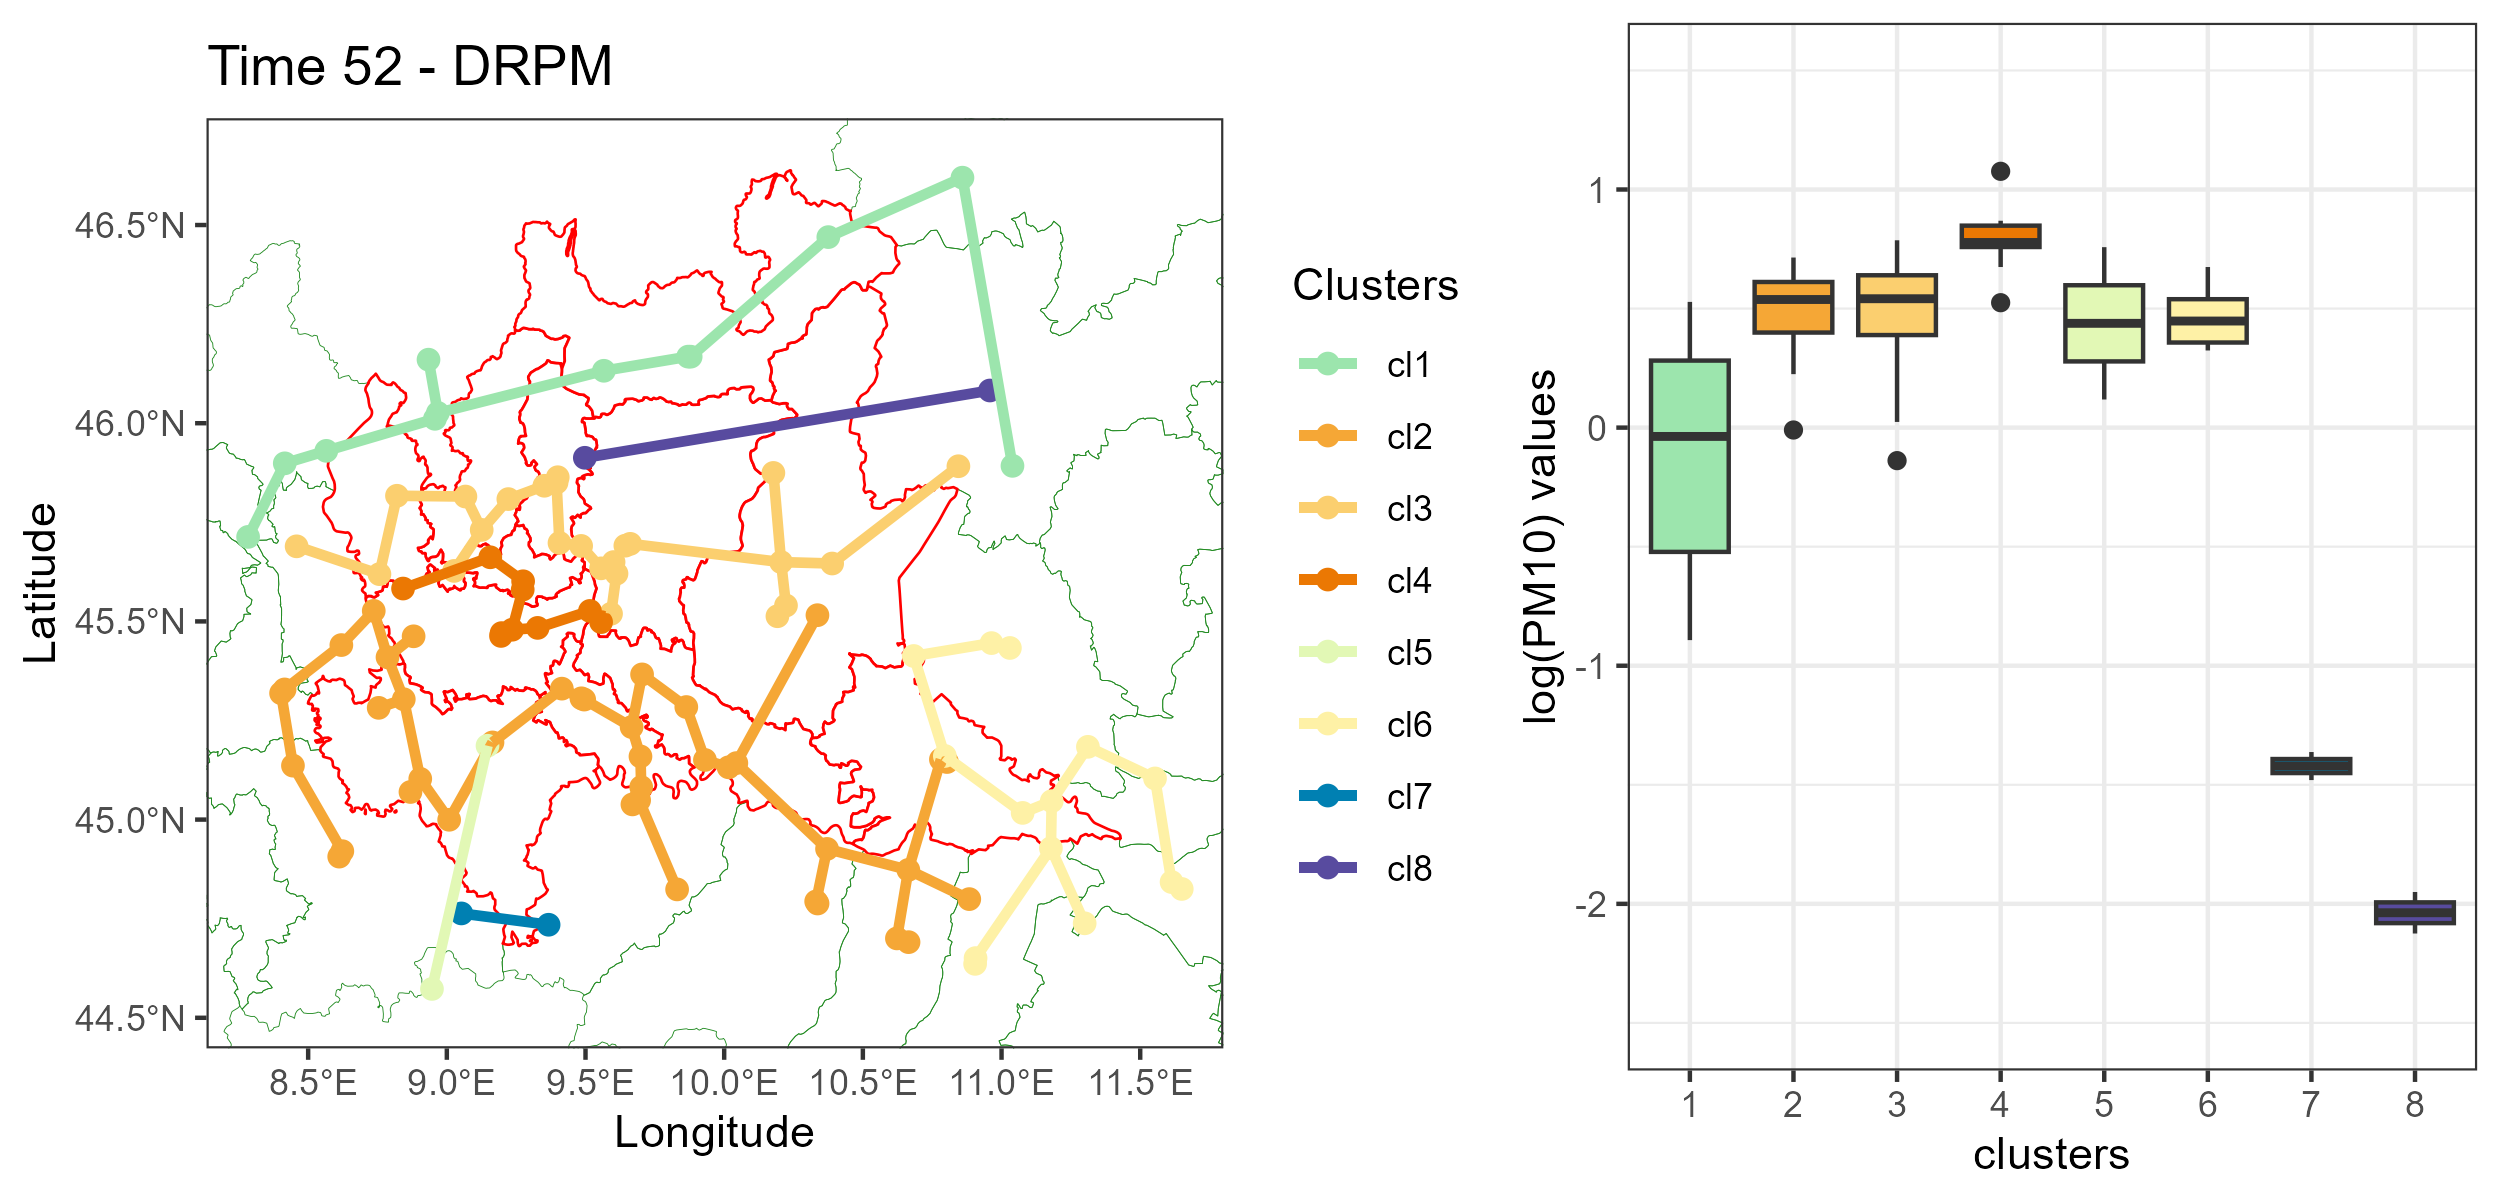 Time 52 - DRPM
Latitude
46.5°N
46.0°N
45.5°N
45.0°N
44.5°N
8.5°E 9.0°E 9.5°E 10.0°E 10.5°E 11.0°E 11.5°E
Longitude
Clusters
cl1
cl2
cl3
cl4
cl5
cl6
cl7
cl8
log(PM10) values
1
0
-1
-2
1 2 3 4 5 6 7 8
clusters